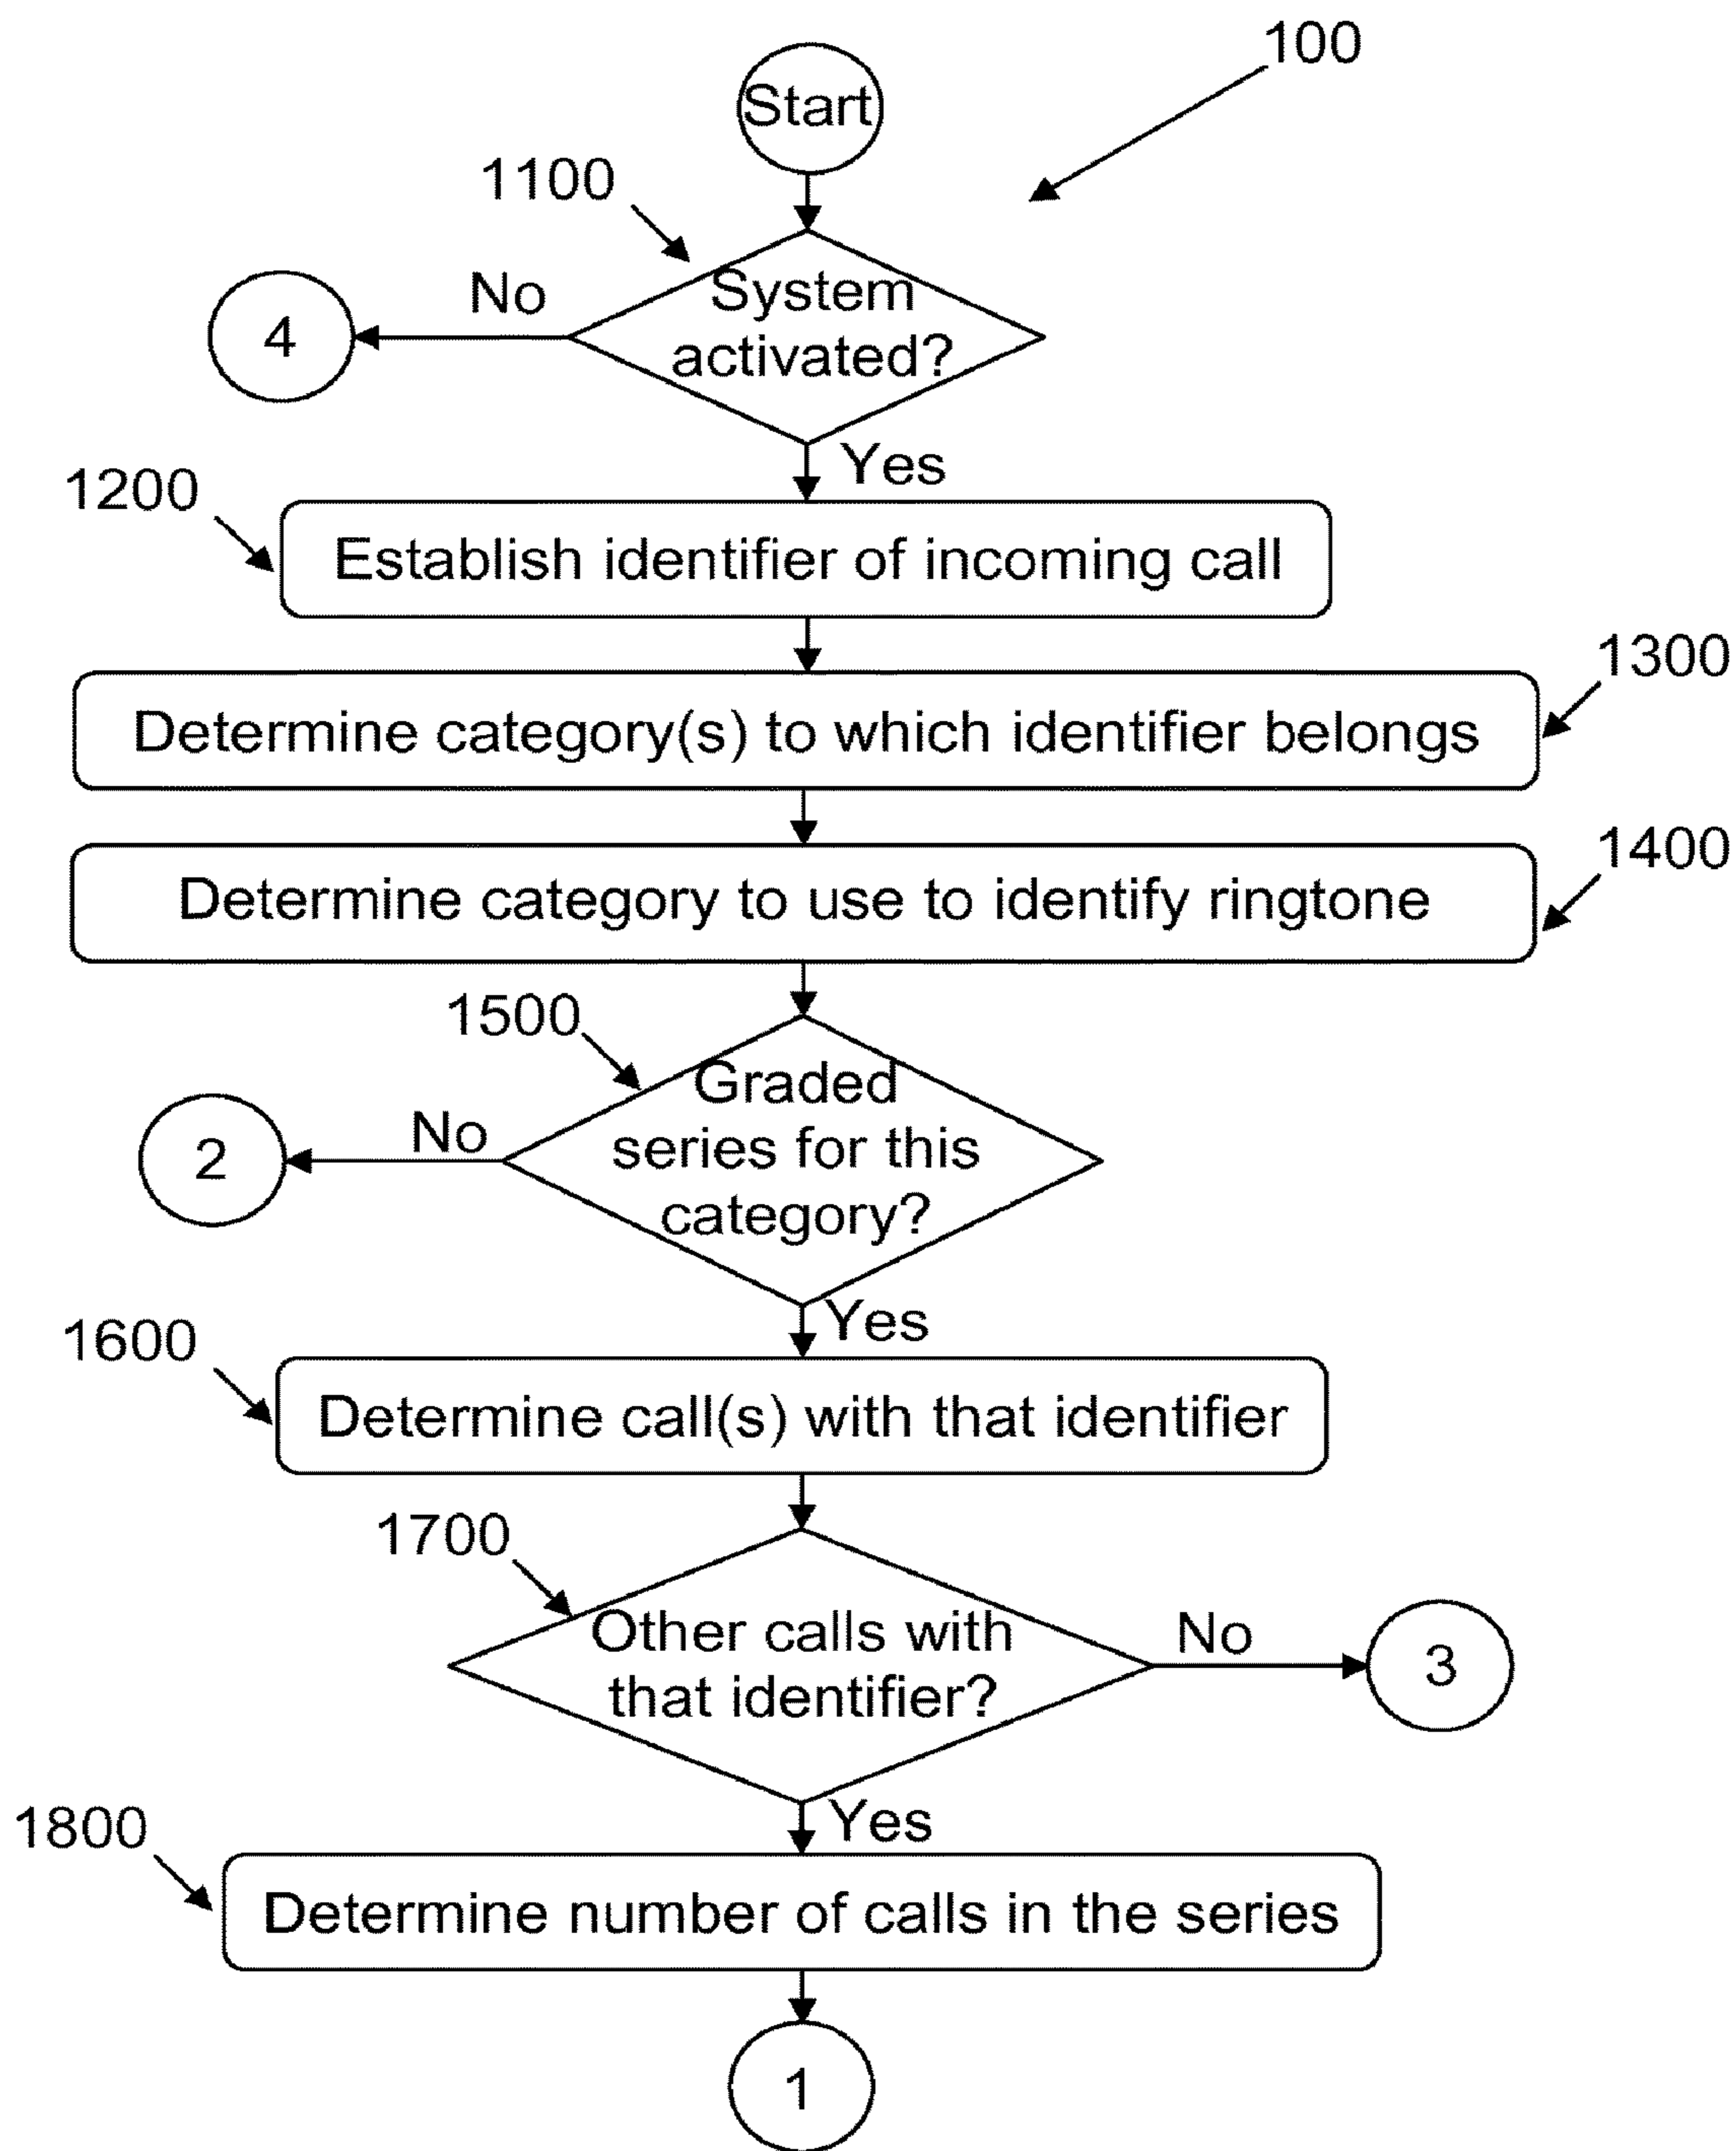 100
Start
1100
System
activated?
No
4
Yes
1200
Establish identifier of incoming call
1300
Determine category(s) to which identifier belongs
1400
Determine category to use to identify ringtone
1500
Graded
series for this
category?
No
2
Yes
1600
Determine call(s) with that identifier
1700
Other calls with
that identifier?
No
3
Yes
1800
Determine number of calls in the series
1